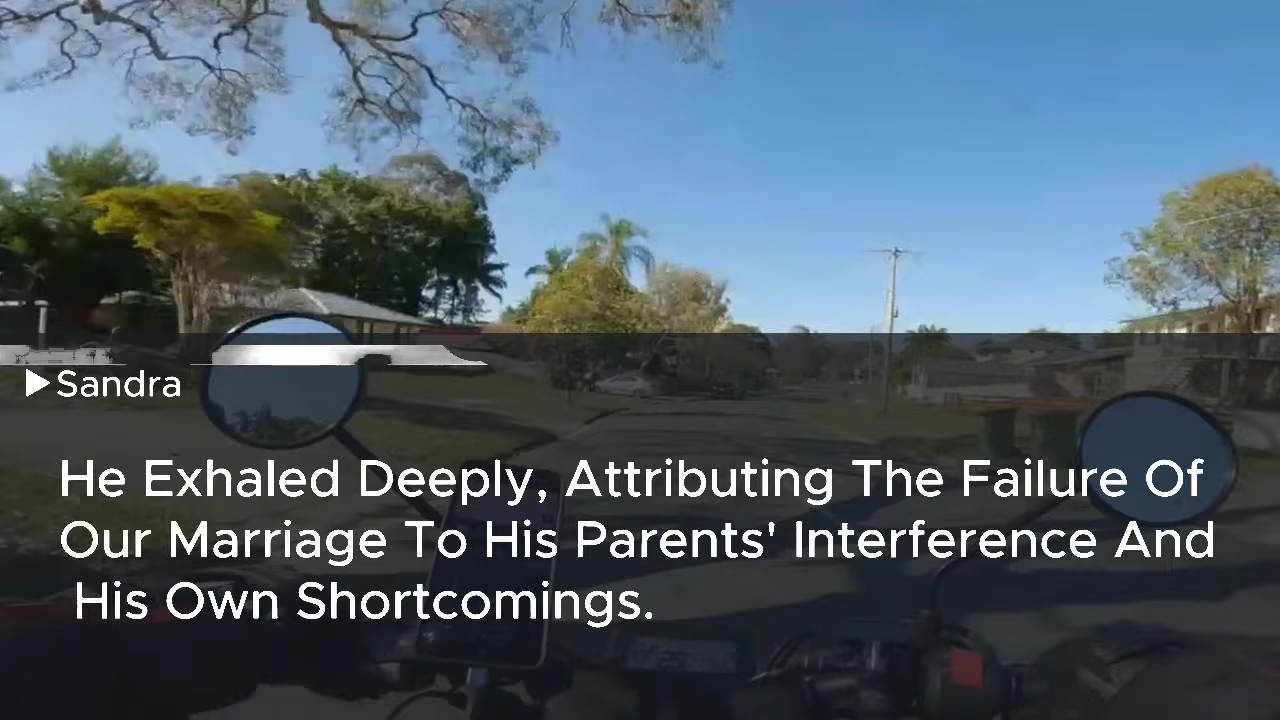 ▶Sandra
He Exhaled Deeply, Attributing The Failure Of
Our Marriage To His Parents' Interference And
His Own Shortcomings.